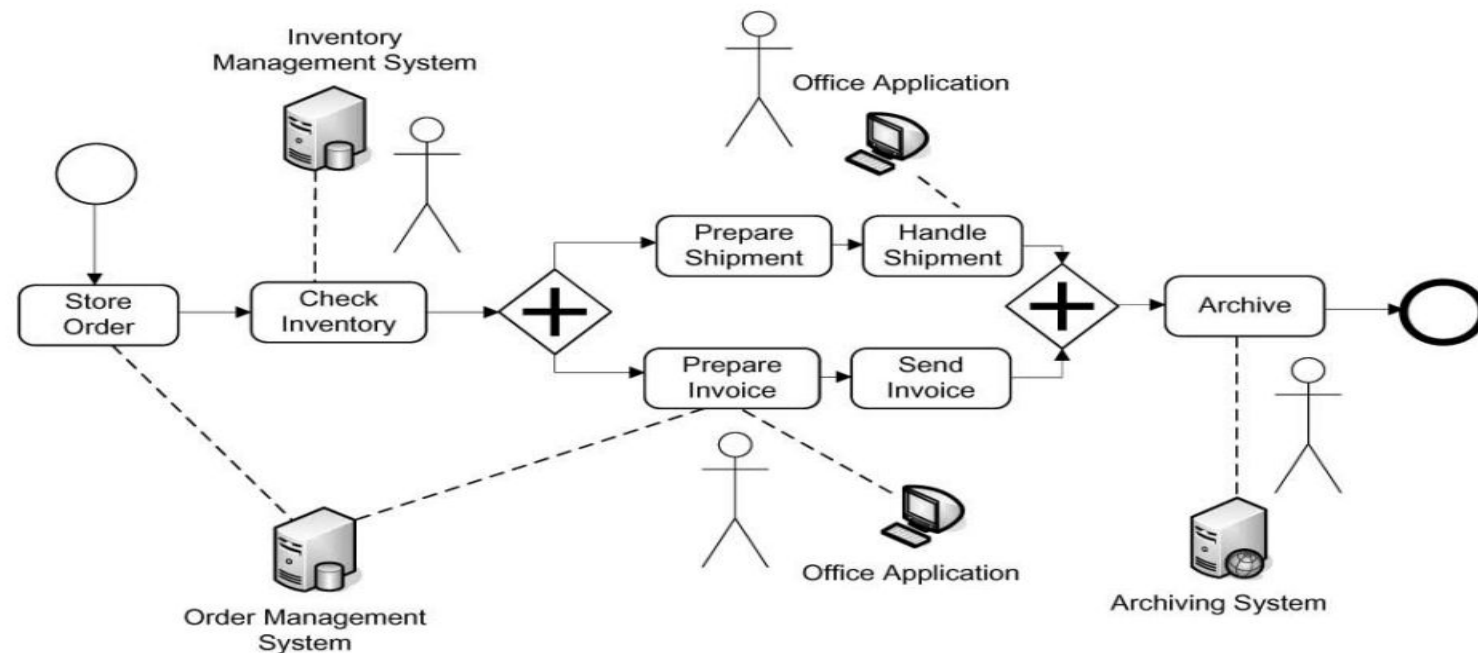 Inventory
Management System
Office Application
Prepare
Shipment
Handle
Shipment
Store
Order
Check
Inventory
Archive
Prepare
Invoice
Send
Invoice
Order Management
System
Office Application
Archiving System